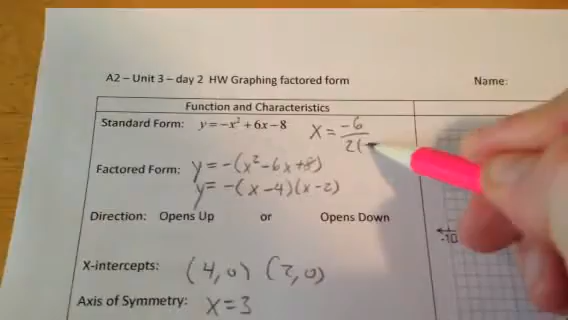 A2 – Unit 3 – day 2 HW Graphing factored form Name:
Function and Characteristics
Standard Form: y = −x² + 6x − 8 x = -6
2(-
Factored Form: y = -(x²-6x+8)
y = -(x-4)(x-2)
Direction: Opens Up or Opens Down
X-intercepts: (4,0) (2,0)
Axis of Symmetry: x=3
-10